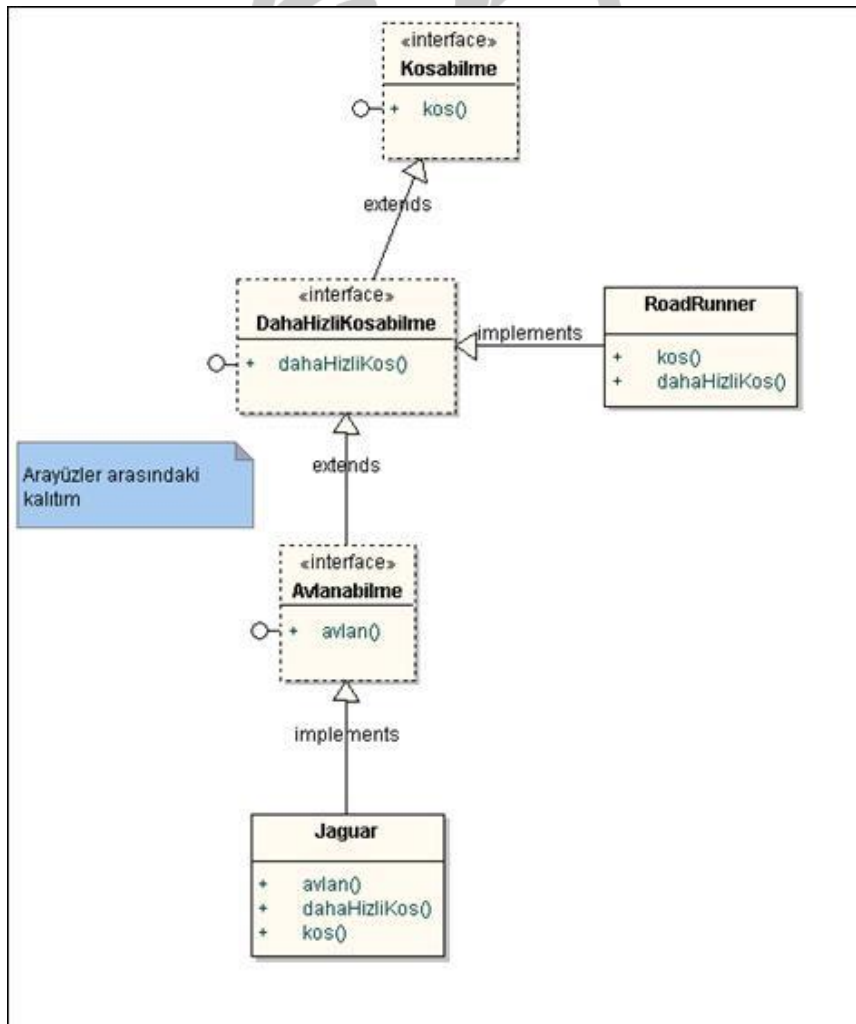 «interface»
Kosabilme
+ kos()
extends
«interface»
DahaHizliKosabilme
+ dahaHizliKos()
implements
RoadRunner
+ kos()
+ dahaHizliKos()
extends
Arayüzler arasındaki
kalıtım
«interface»
Avlanabilme
+ avlan()
implements
Jaguar
+ avlan()
+ dahaHizliKos()
+ kos()